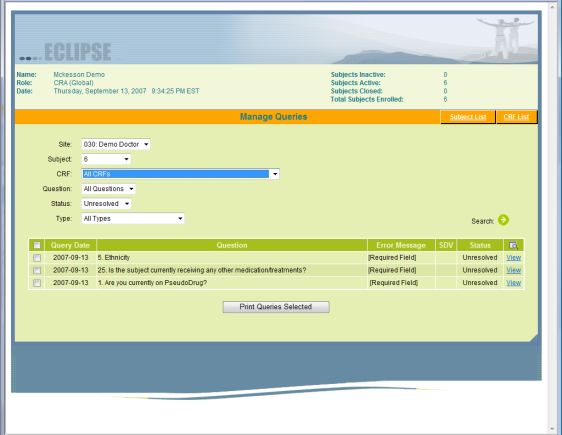 ECLIPSE
Name: Mckesson Demo
Role: CRA (Global)
Date: Thursday, September 13, 2007 8:34:25 PM EST
Subjects Inactive: 0
Subjects Active: 6
Subjects Closed: 0
Total Subjects Enrolled: 6
Manage Queries
Subject List
CRF List
Site: 030: Demo Doctor
Subject: 6
CRF: All CRFs
Question: All Questions
Status: Unresolved
Type: All Types
Search:
Query Date Question Error Message SDV Status
2007-09-13 5. Ethnicity [Required Field] Unresolved View
2007-09-13 25. Is the subject currently receiving any other medication/treatments? [Required Field] Unresolved View
2007-09-13 1. Are you currently on PseudoDrug? [Required Field] Unresolved View
Print Queries Selected